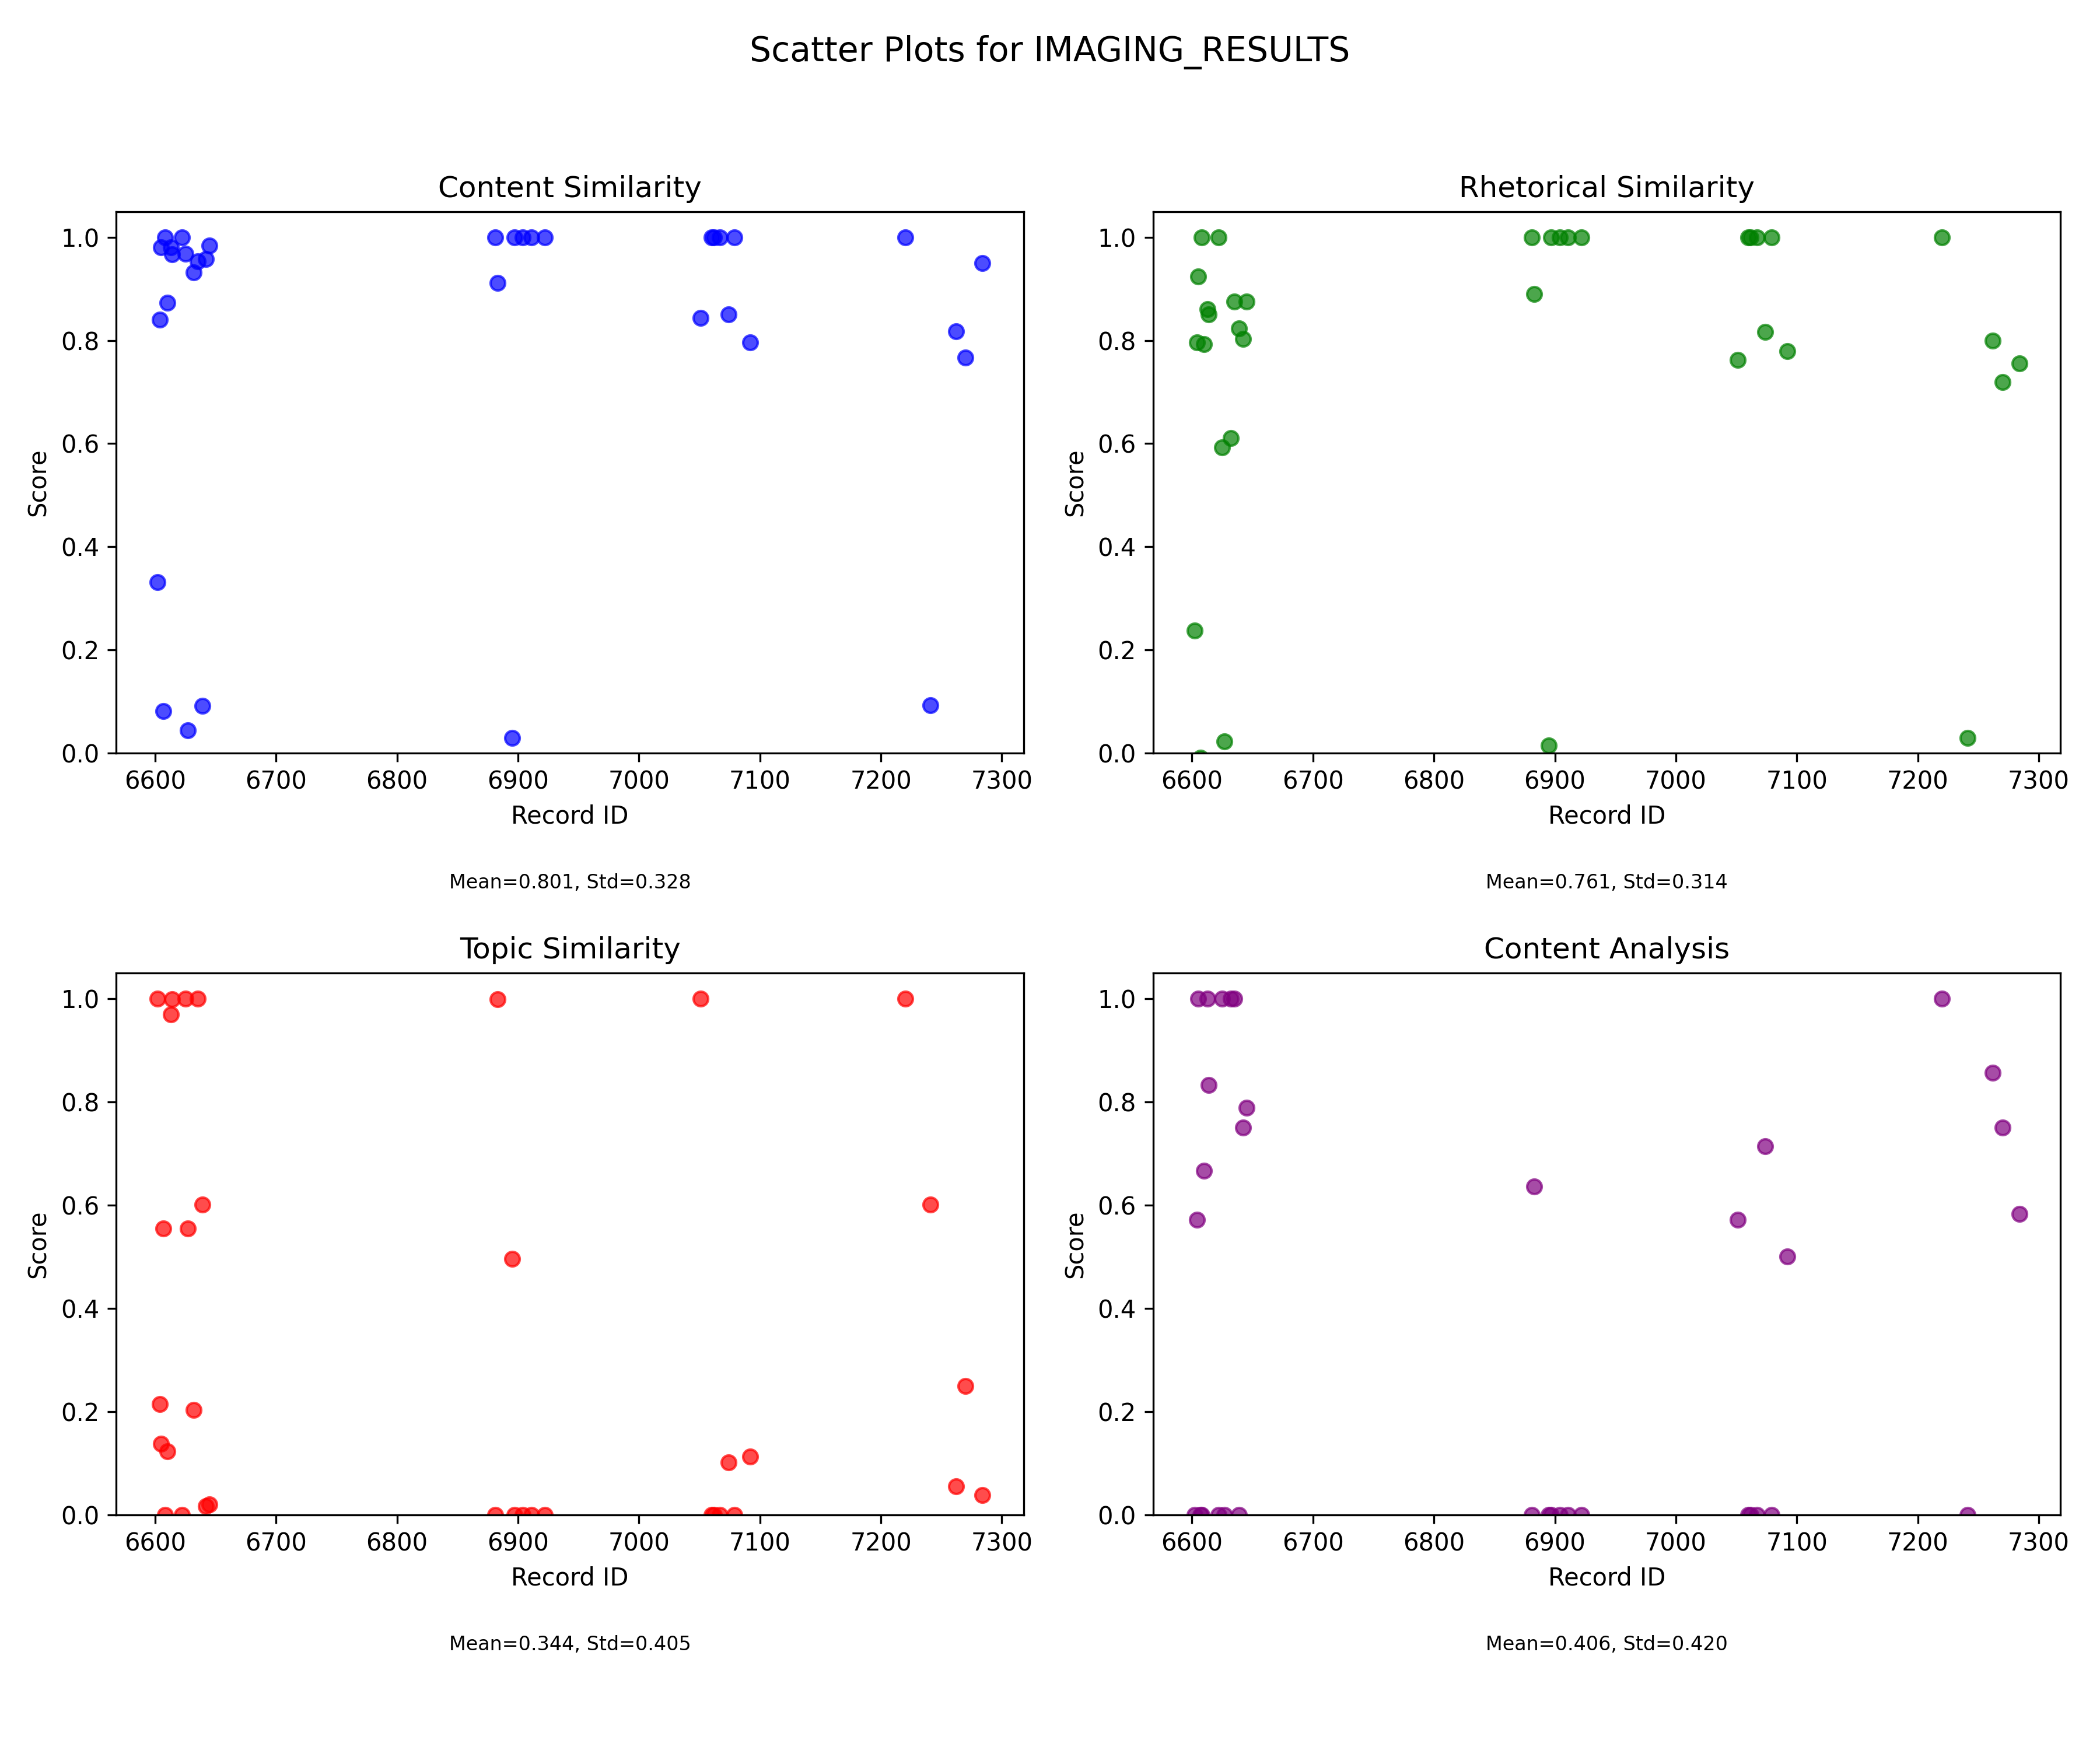 Scatter Plots for IMAGING_RESULTS
Content Similarity
1.0
0.8
0.6
0.4
0.2
0.0
Score
6600 6700 6800 6900 7000 7100 7200 7300
Record ID
Mean=0.801, Std=0.328
Rhetorical Similarity
1.0
0.8
0.6
0.4
0.2
0.0
Score
6600 6700 6800 6900 7000 7100 7200 7300
Record ID
Mean=0.761, Std=0.314
Topic Similarity
1.0
0.8
0.6
0.4
0.2
0.0
Score
6600 6700 6800 6900 7000 7100 7200 7300
Record ID
Mean=0.344, Std=0.405
Content Analysis
1.0
0.8
0.6
0.4
0.2
0.0
Score
6600 6700 6800 6900 7000 7100 7200 7300
Record ID
Mean=0.406, Std=0.420